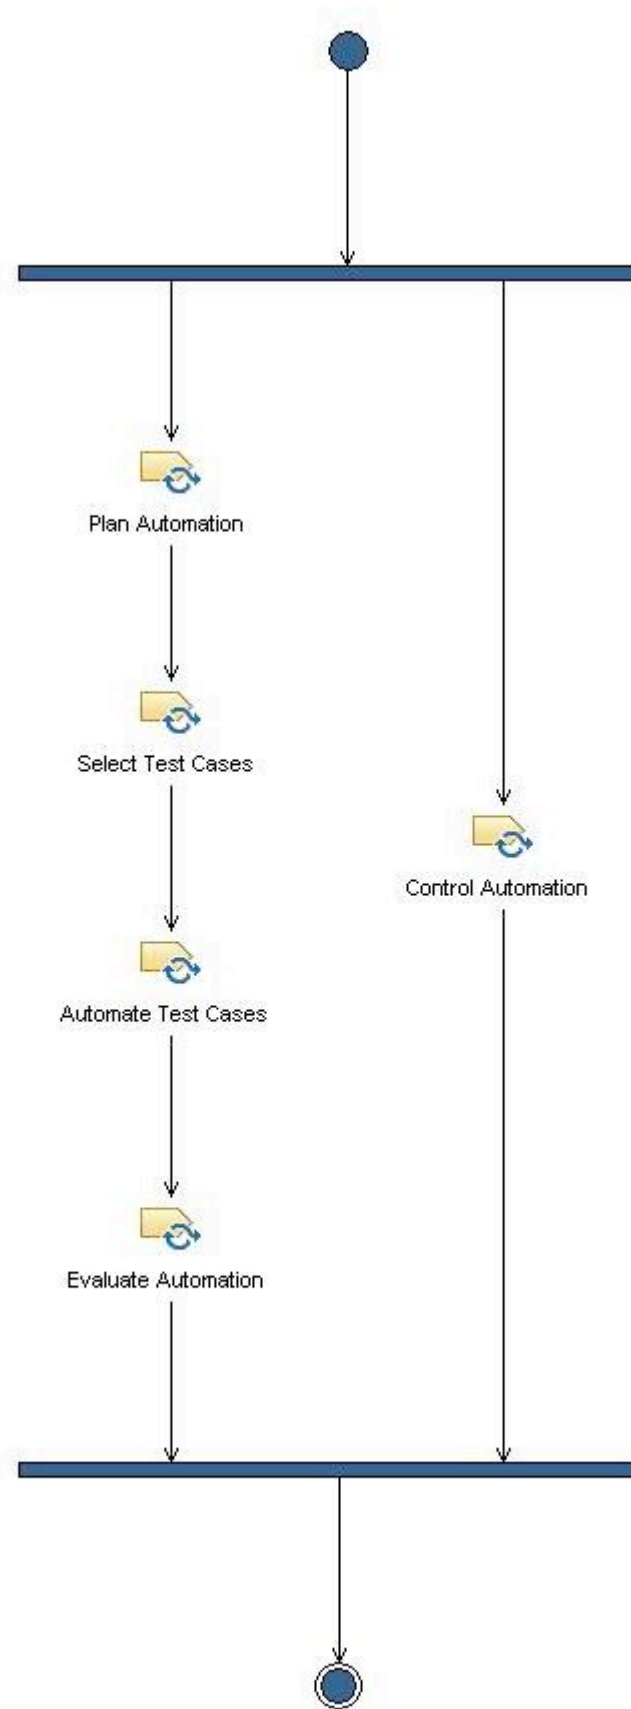 Plan Automation
Select Test Cases
Control Automation
Automate Test Cases
Evaluate Automation